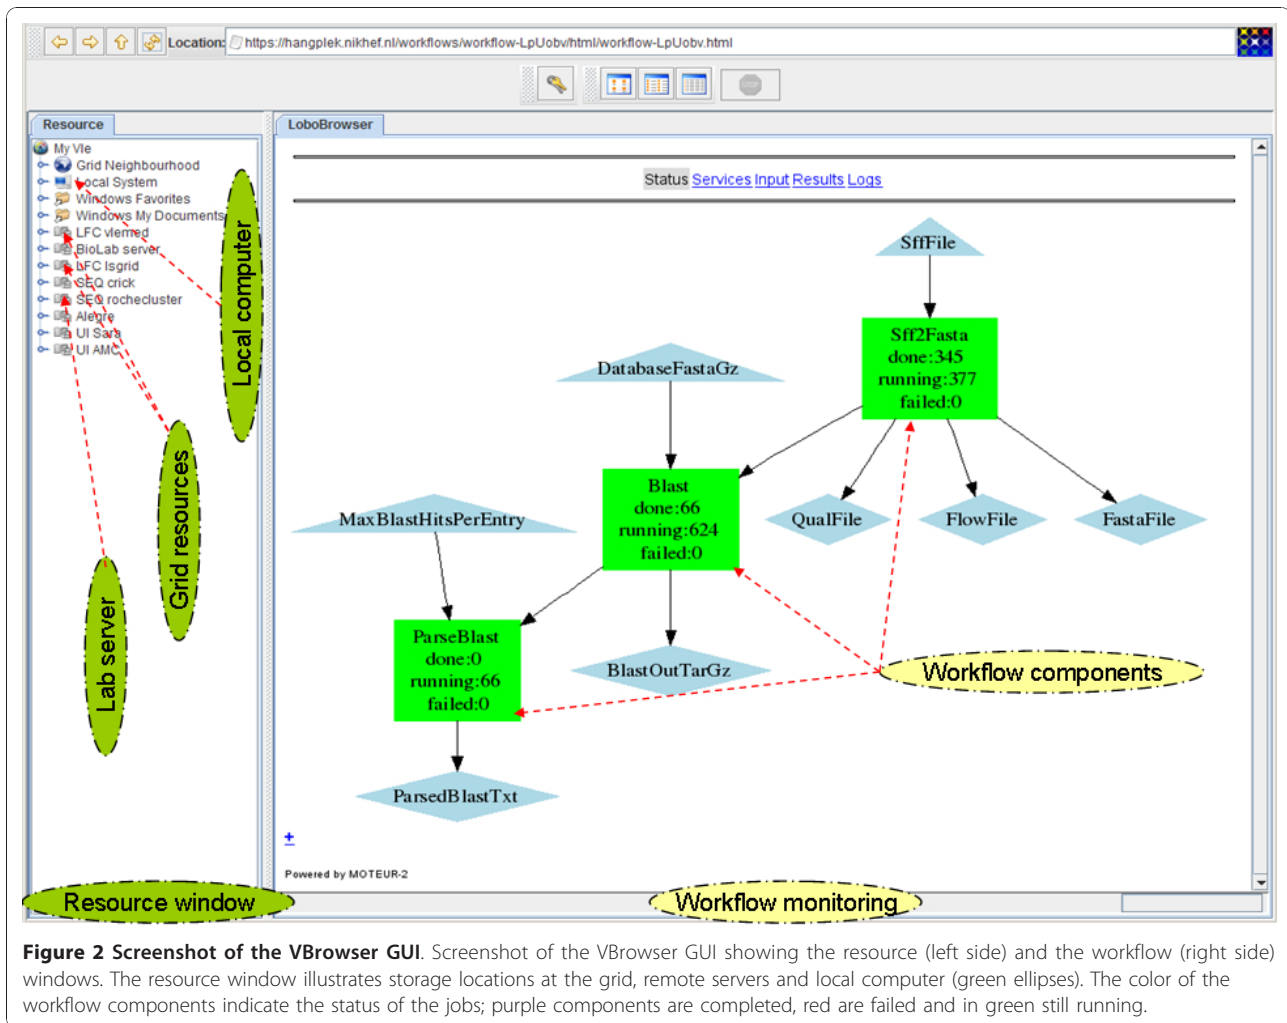 Location: https://hangplek.nikhef.nl/workflows/workflow-LpUobv/html/workflow-LpUobv.html
STOP
Resource
My Vle
Grid Neighbourhood
Local System
Windows Favorites
Windows My Documents
LFC vlemed
BioLab server
LFC lsgrid
SEQ crick
SEQ rochecluster
Alegre
UI Sara
UI AMC
Local computer
Grid resources
Lab server
Resource window
LoboBrowser
Status Services Input Results Logs
SffFile
Sff2Fasta
done:345
running:377
failed:0
DatabaseFastaGz
Blast
done:66
running:624
failed:0
QualFile
FlowFile
FastaFile
MaxBlastHitsPerEntry
ParseBlast
done:0
running:66
failed:0
BlastOutTarGz
Workflow components
ParsedBlastTxt
+
Powered by MOTEUR-2
Workflow monitoring
Figure 2 Screenshot of the VBrowser GUI. Screenshot of the VBrowser GUI showing the resource (left side) and the workflow (right side)
windows. The resource window illustrates storage locations at the grid, remote servers and local computer (green ellipses). The color of the
workflow components indicate the status of the jobs; purple components are completed, red are failed and in green still running.